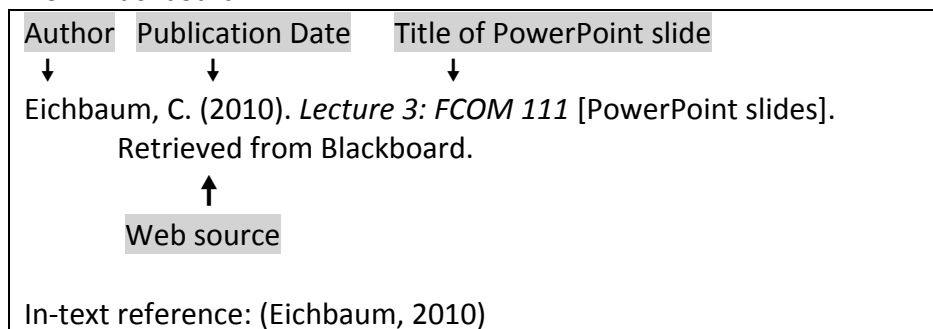 Author Publication Date Title of PowerPoint slide
Eichbaum, C. (2010). Lecture 3: FCOM 111 [PowerPoint slides].
Retrieved from Blackboard.
Web source
In-text reference: (Eichbaum, 2010)